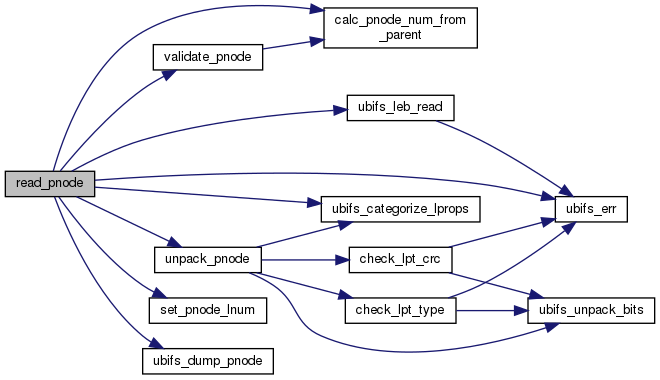 calc_pnode_num_from
_parent
validate_pnode
ubifs_leb_read
read_pnode
ubifs_categorize_lprops
ubifs_err
unpack_pnode
check_lpt_crc
set_pnode_lnum
check_lpt_type
ubifs_unpack_bits
ubifs_dump_pnode